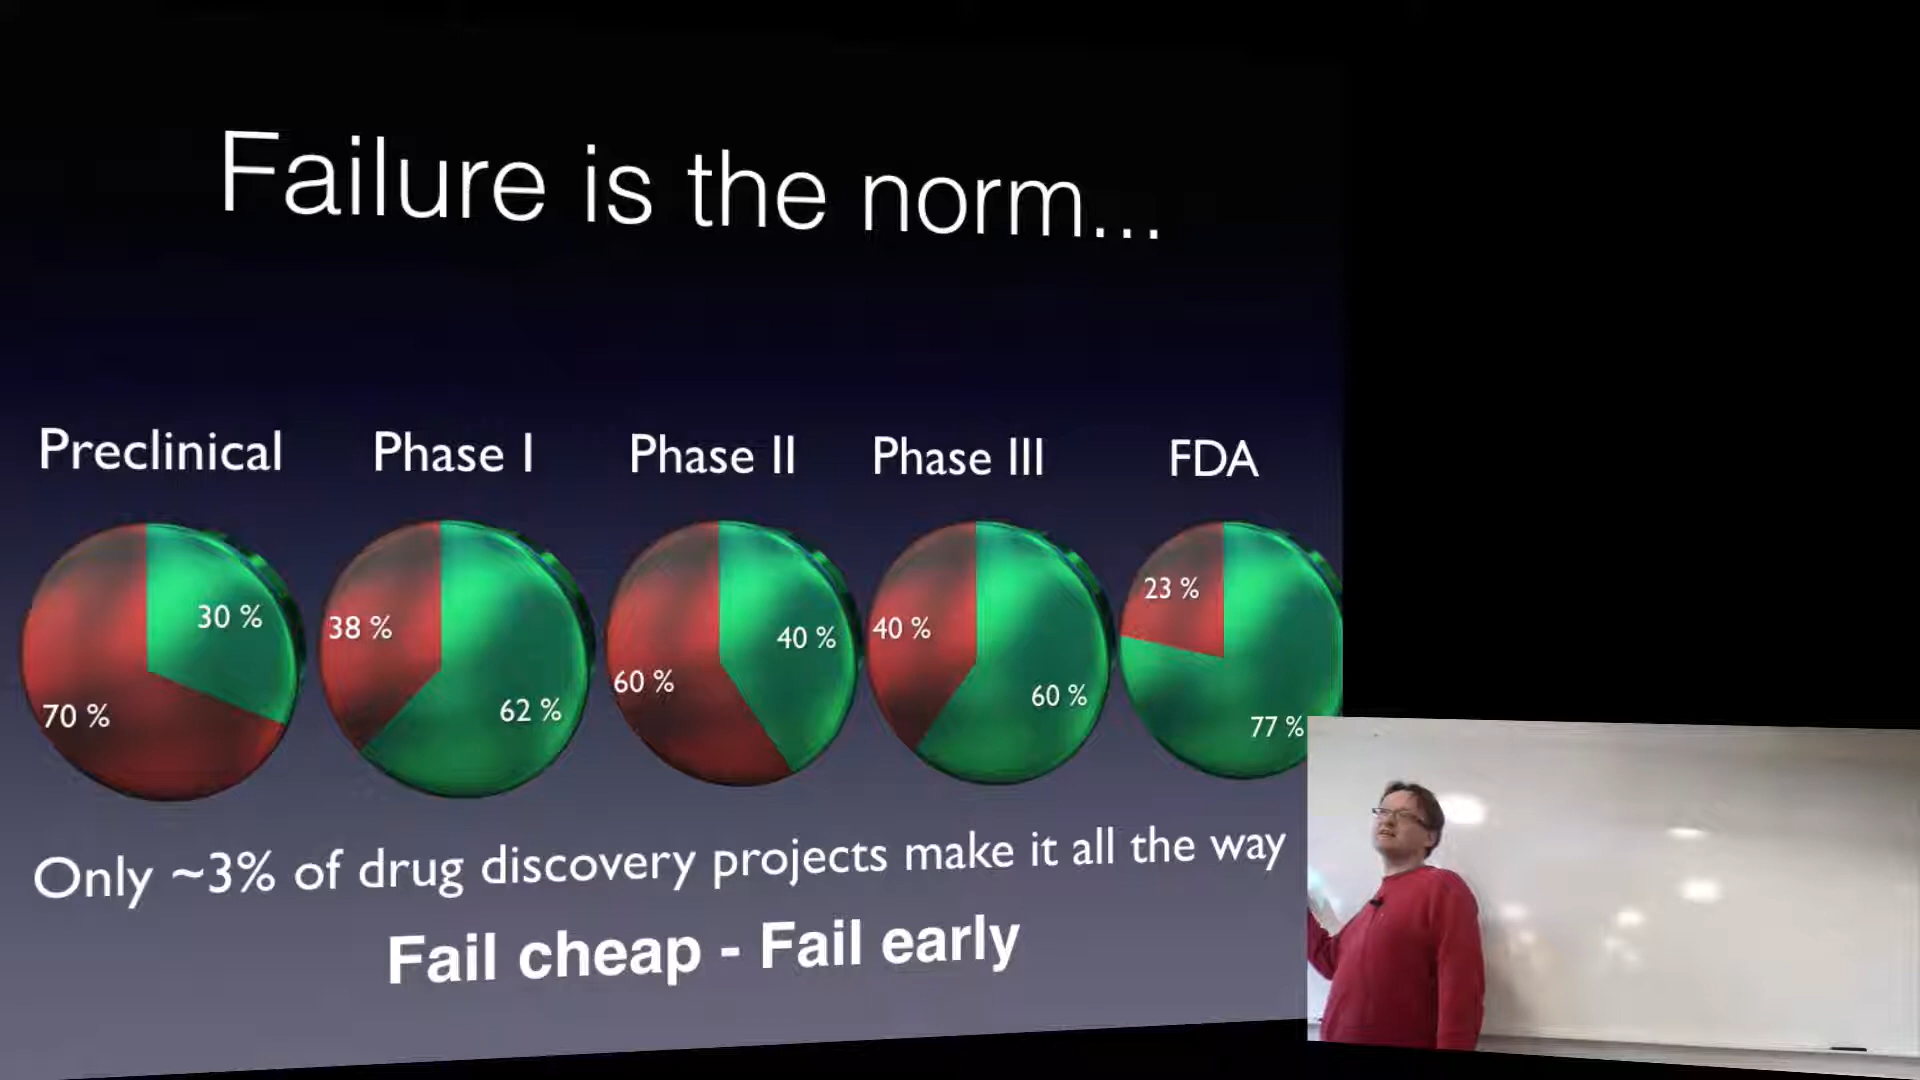 Failure is the norm...
Preclinical Phase I Phase II Phase III FDA
30 % 70 % 38 % 62 % 40 % 60 % 40 % 60 % 23 % 77 %
Only ~3% of drug discovery projects make it all the way
Fail cheap - Fail early